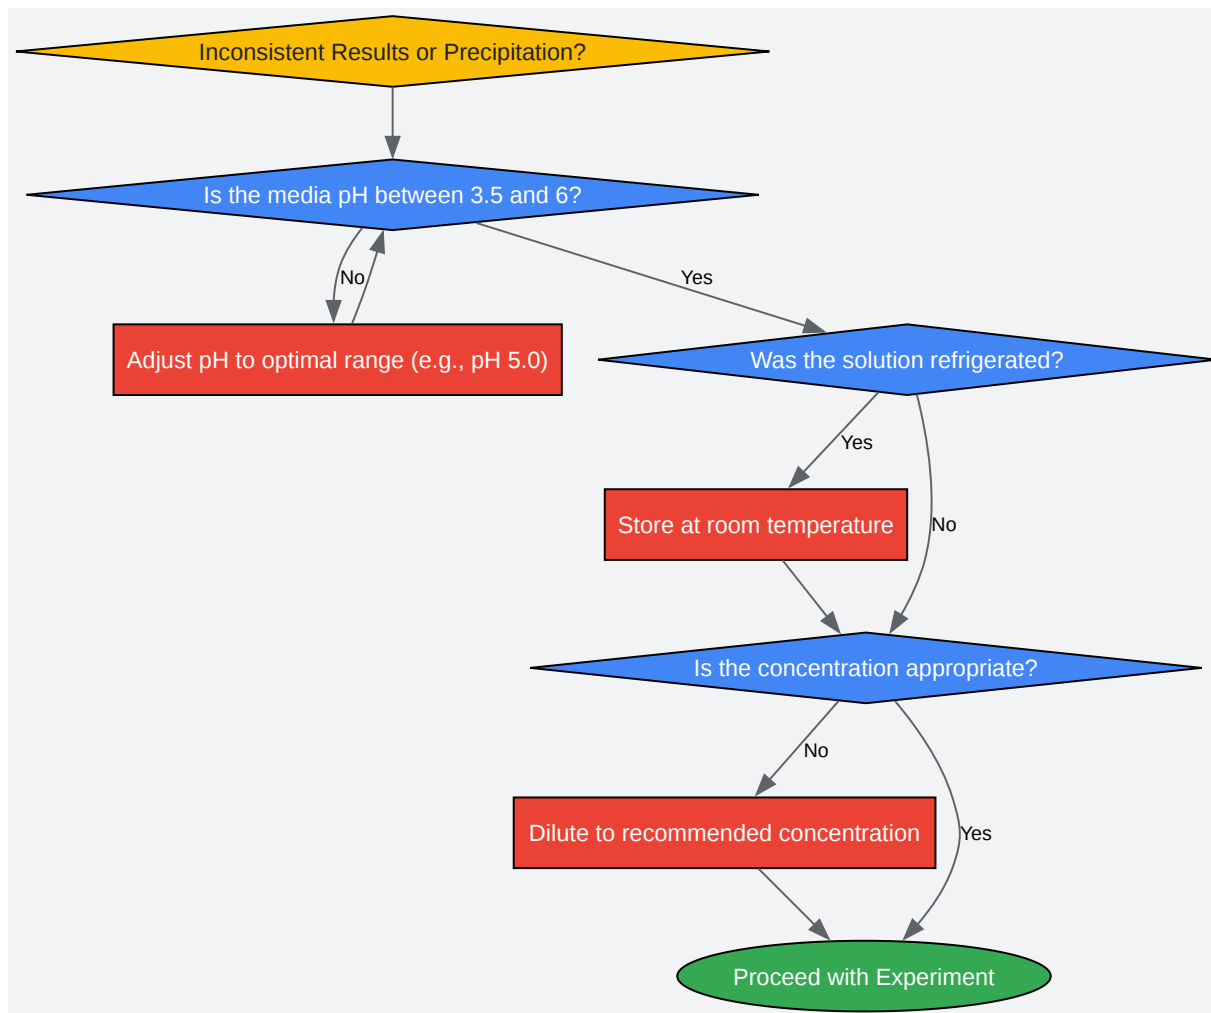 Inconsistent Results or Precipitation?
Is the media pH between 3.5 and 6?
No
Yes
Adjust pH to optimal range (e.g., pH 5.0)
Was the solution refrigerated?
Yes
Store at room temperature
No
Is the concentration appropriate?
No
Dilute to recommended concentration
Yes
Proceed with Experiment